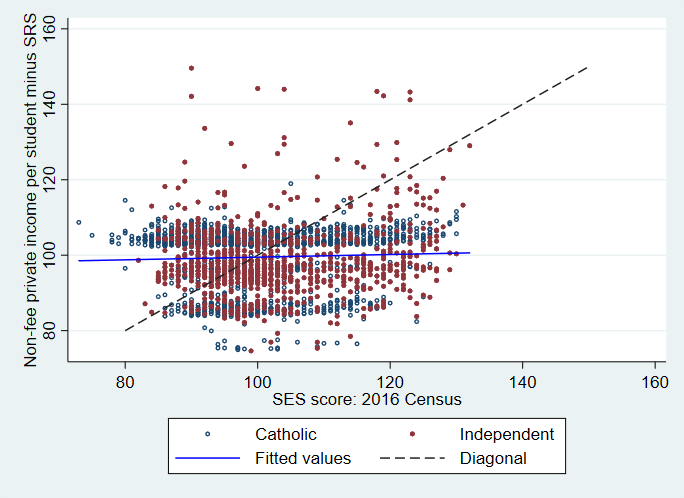 Non-fee private income per student minus SRS
160
140
120
100
80
80 100 120 140 160
SES score: 2016 Census
Catholic Independent
Fitted values Diagonal